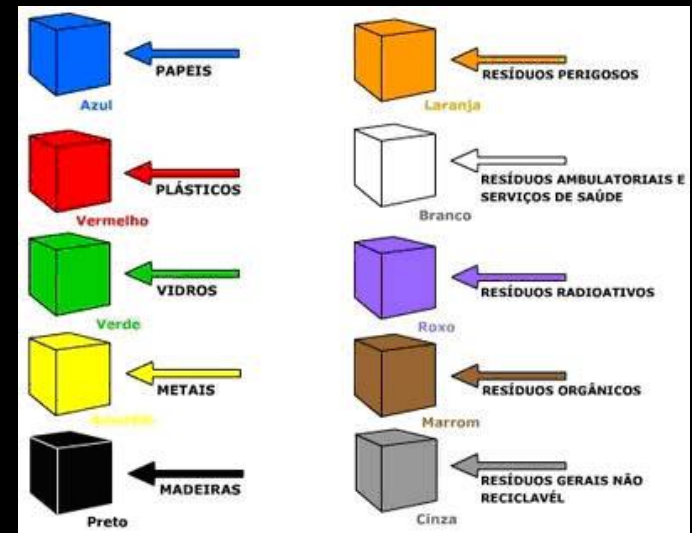 PAPEIS
Azul
PLÁSTICOS
Vermelho
VIDROS
Verde
METAIS
MADEIRAS
Preto
RESÍDUOS PERIGOSOS
Laranja
RESÍDUOS AMBULATORIAIS E
SERVIÇOS DE SAÚDE
Branco
RESÍDUOS RADIOATIVOS
Roxo
RESÍDUOS ORGÂNICOS
Marrom
RESÍDUOS GERAIS NÃO
RECICLAVÉL
Cinza